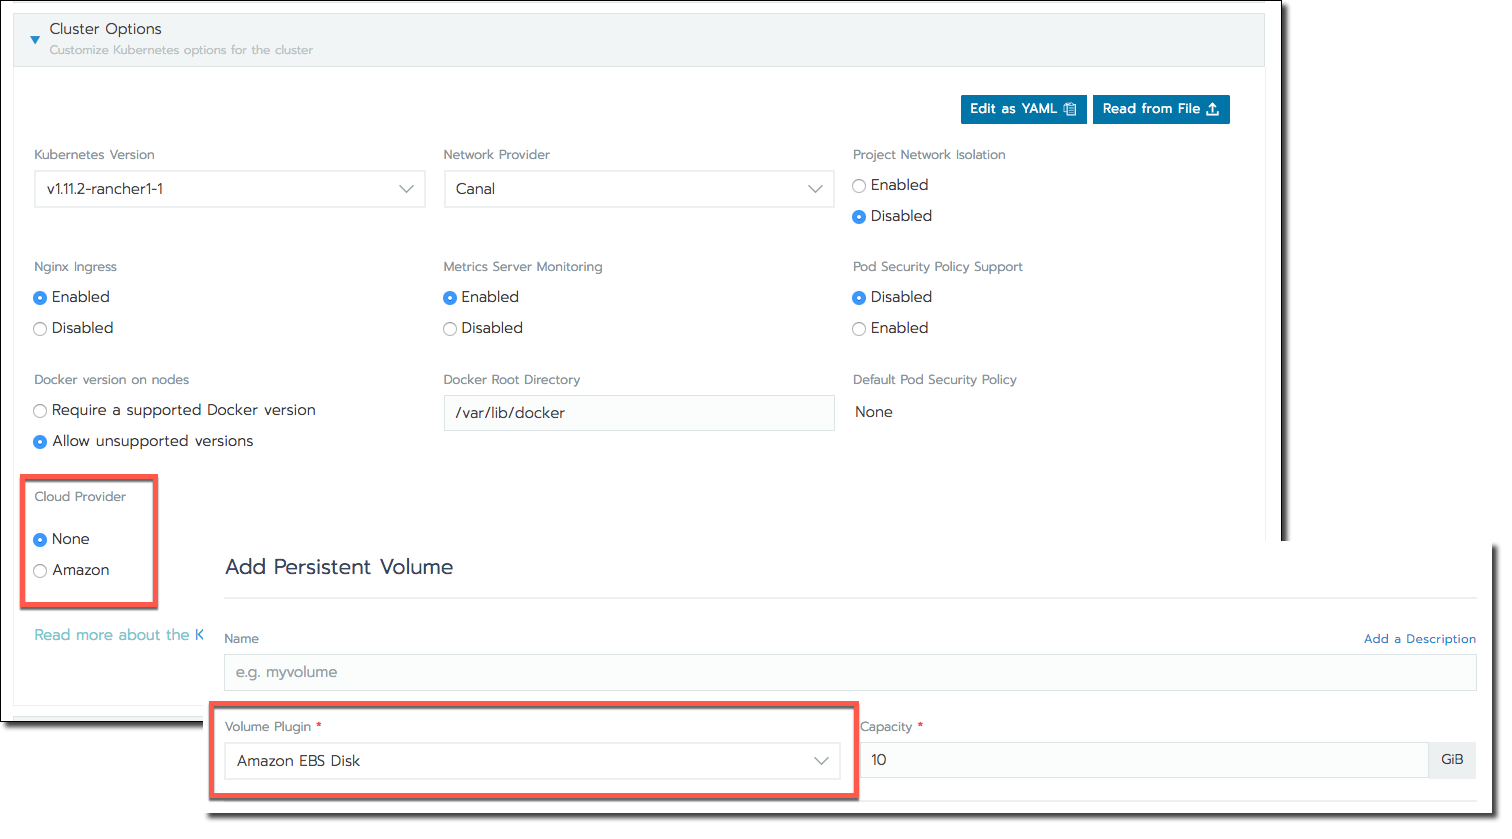 Cluster Options
Customize Kubernetes options for the cluster
Edit as YAML
Read from File
Kubernetes Version
v1.11.2-rancher1-1
Network Provider
Canal
Project Network Isolation
Enabled
Disabled
Nginx Ingress
Enabled
Disabled
Metrics Server Monitoring
Enabled
Disabled
Pod Security Policy Support
Disabled
Enabled
Docker version on nodes
Require a supported Docker version
Allow unsupported versions
Docker Root Directory
/var/lib/docker
Default Pod Security Policy
None
Cloud Provider
None
Amazon
Read more about the K
Add Persistent Volume
Name
Add a Description
e.g. myvolume
Volume Plugin *
Amazon EBS Disk
Capacity *
10
GiB